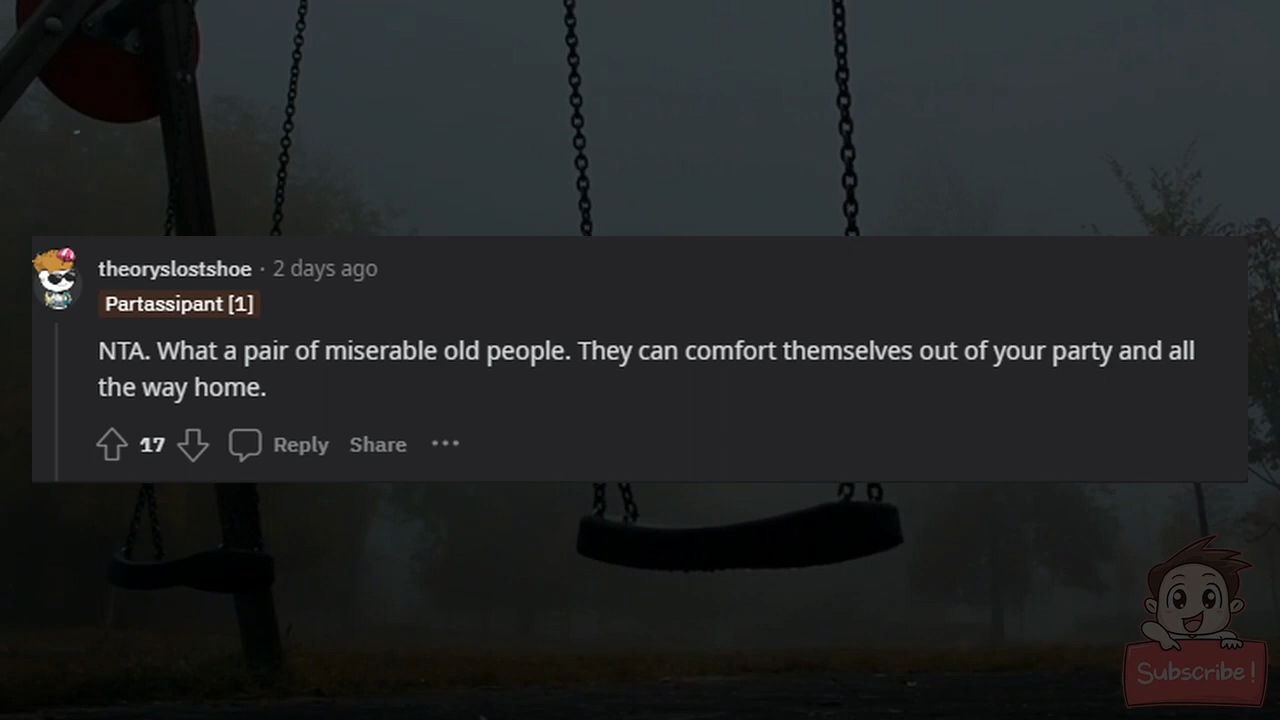 theoryslostshoe · 2 days ago
Partassipant [1]
NTA. What a pair of miserable old people. They can comfort themselves out of your party and all
the way home.
17 Reply Share ···
Subscribe!